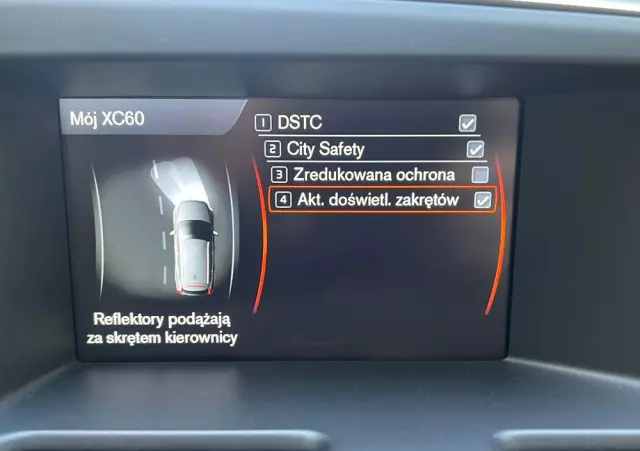 Mój XC60
1 DSTC
2 City Safety
3 Zredukowana ochrona
4 Akt. doświetl. zakrętów
Reflektory podążają
za skrętem kierownicy